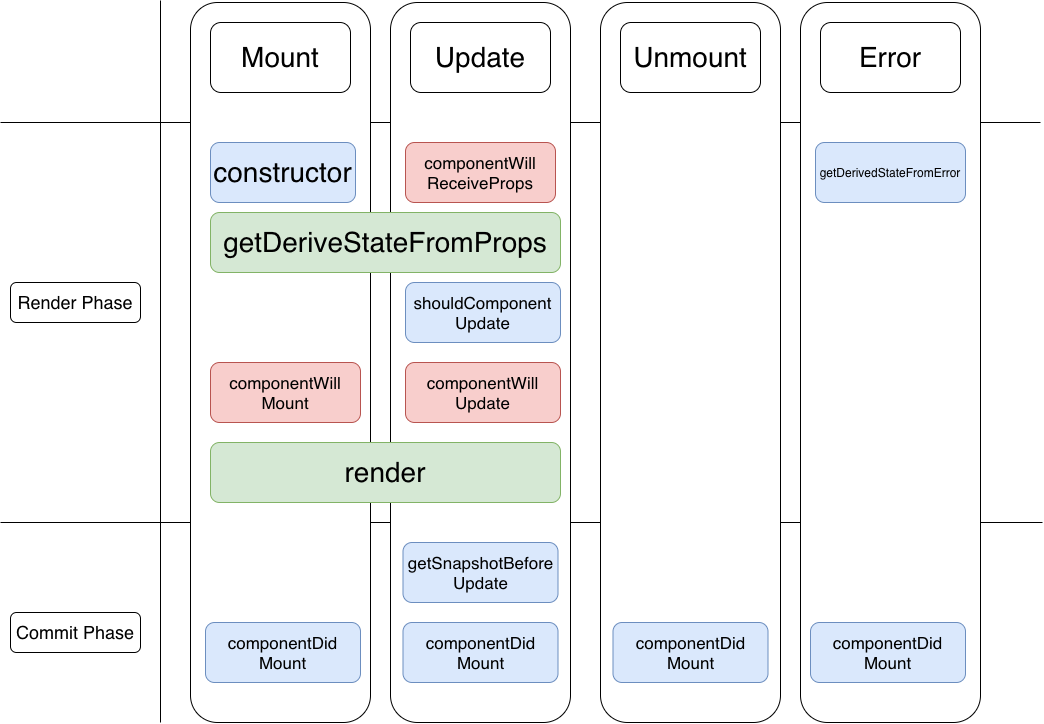 Mount
Update
Unmount
Error
constructor
componentWill
ReceiveProps
getDerivedStateFromError
getDeriveStateFromProps
Render Phase
shouldComponent
Update
componentWill
Mount
componentWill
Update
render
getSnapshotBefore
Update
Commit Phase
componentDid
Mount
componentDid
Mount
componentDid
Mount
componentDid
Mount